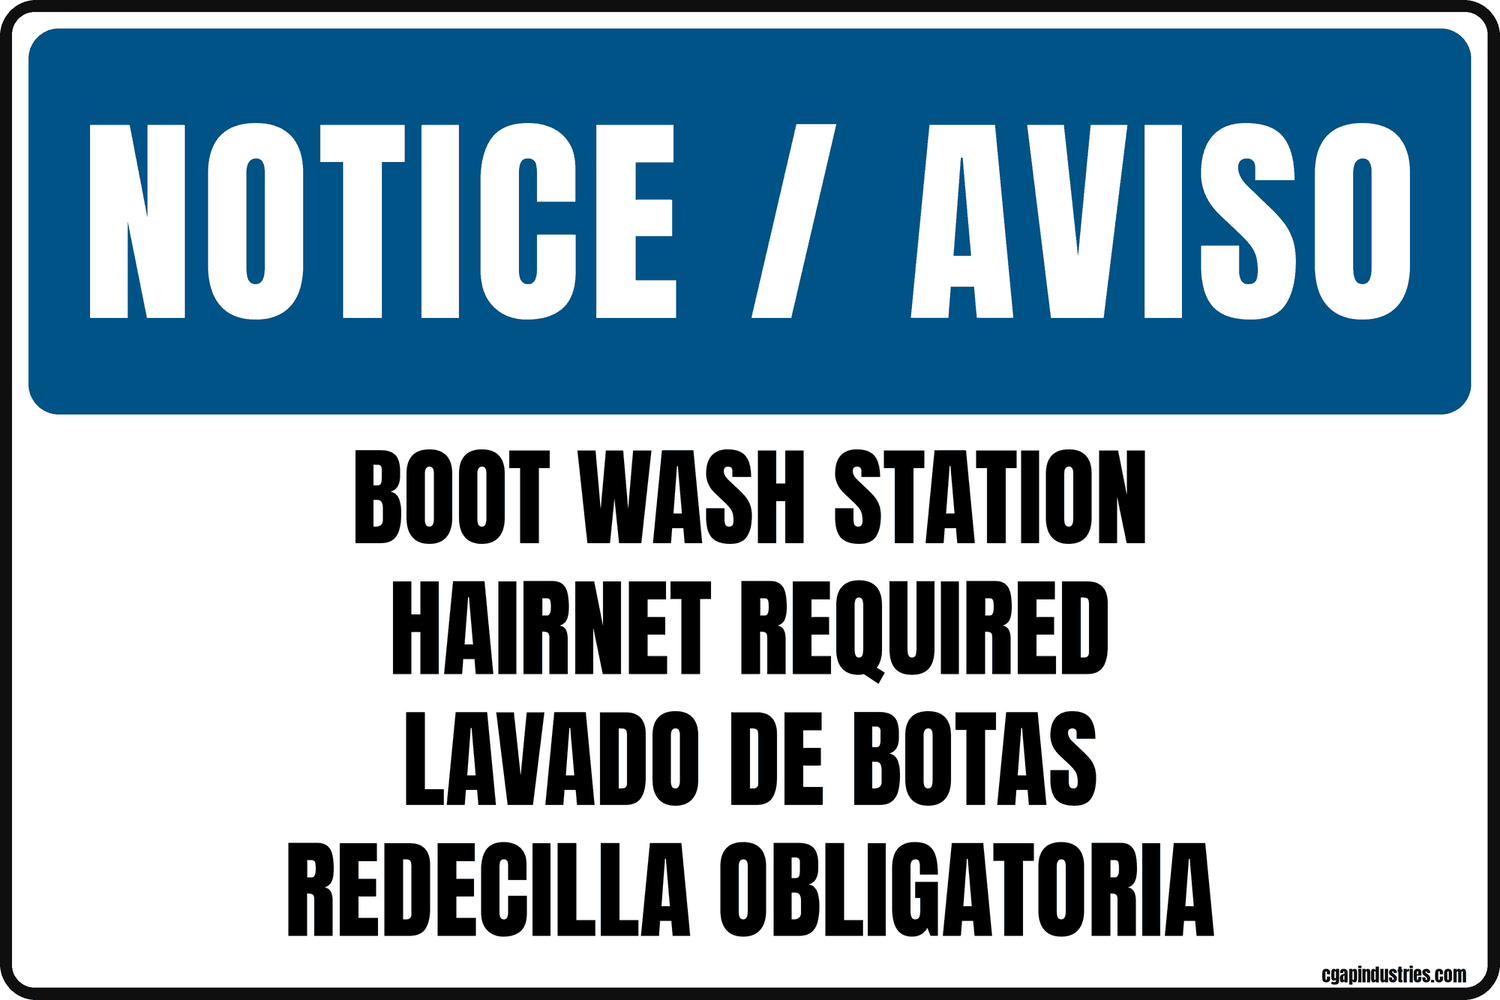 NOTICE / AVISO
BOOT WASH STATION
HAIRNET REQUIRED
LAVADO DE BOTAS
REDECILLA OBLIGATORIA
cgapindustries.com